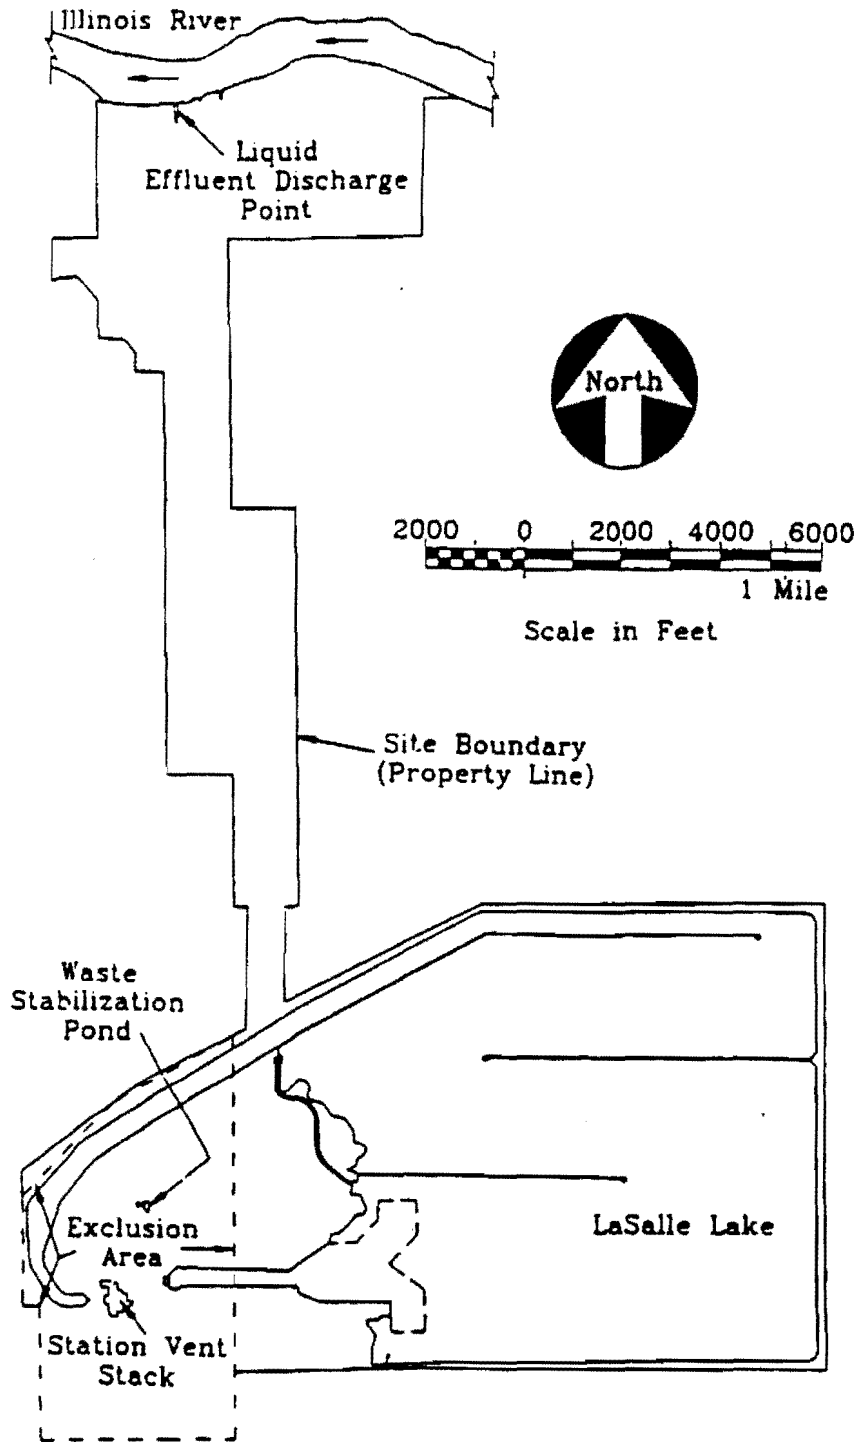 Illinois River
Liquid
Effluent Discharge
Point
North
2000 0 2000 4000 6000
1 Mile
Scale in Feet
Site Boundary
(Property Line)
Waste
Stabilization
Pond
Exclusion
Area
LaSalle Lake
Station Vent
Stack